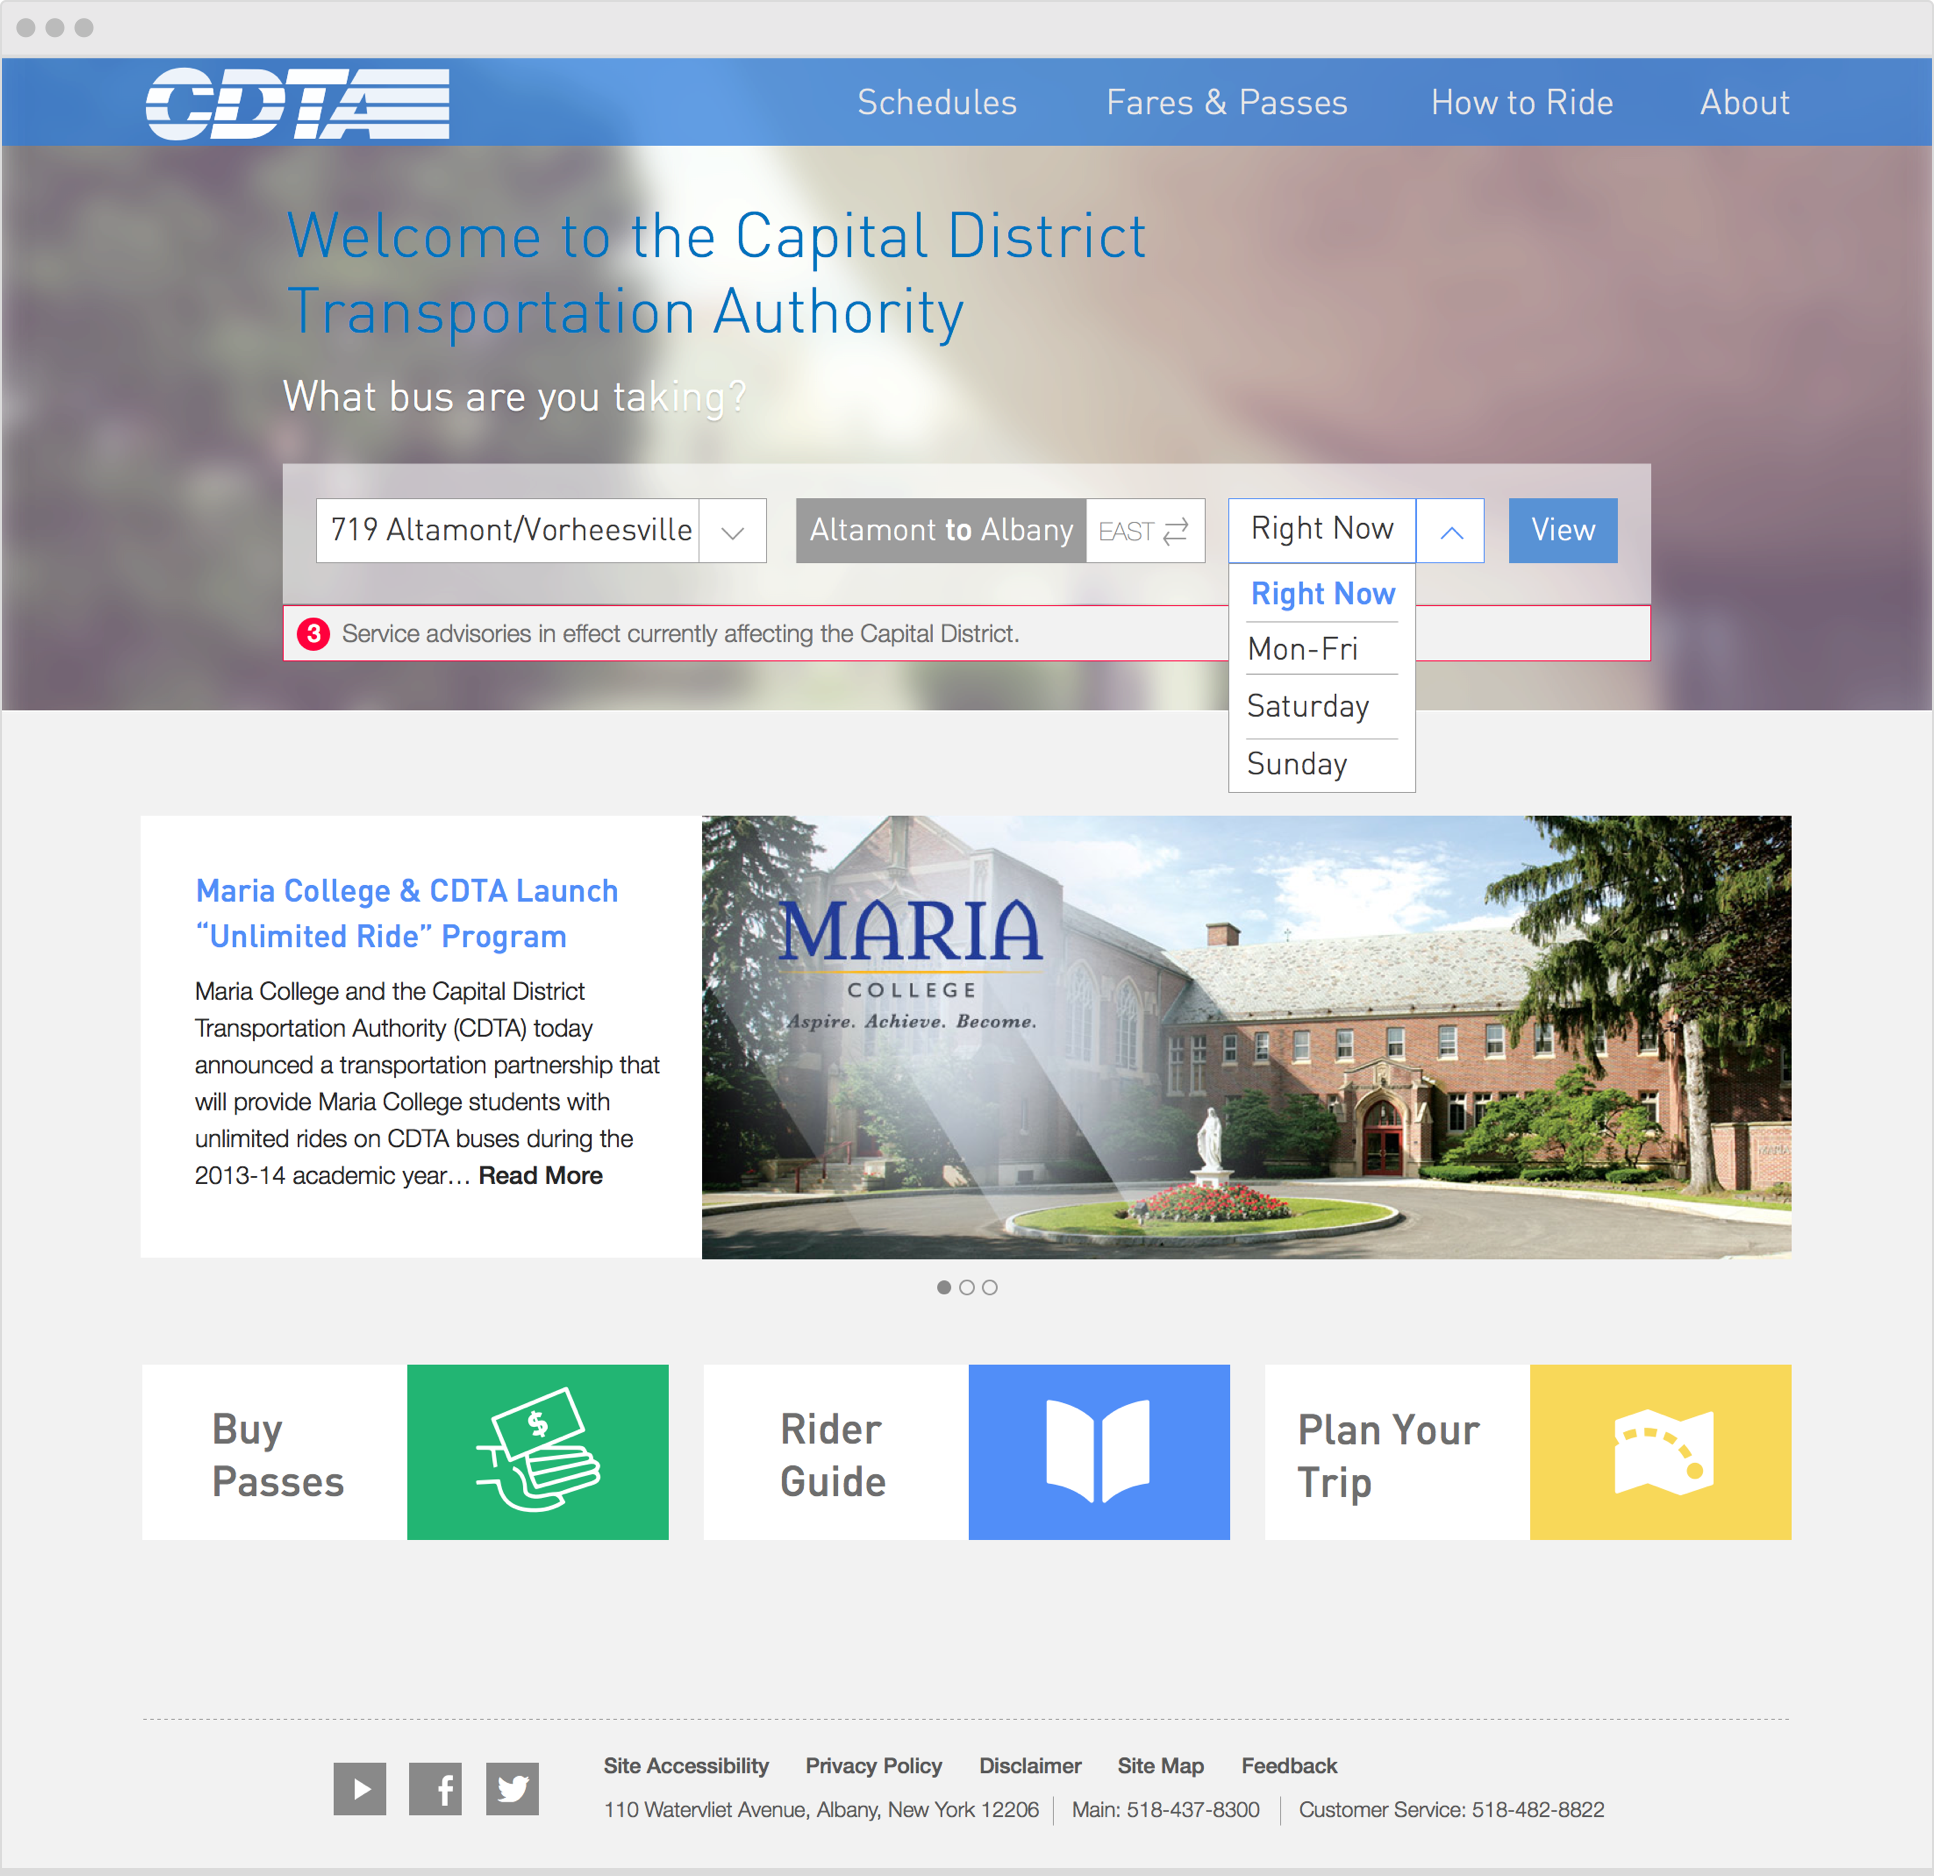 CDTA
Schedules
Fares & Passes
How to Ride
About
Welcome to the Capital District
Transportation Authority
What bus are you taking?
719 Altamont/Vorheesville
Altamont to Albany
EAST
Right Now
View
Right Now
Mon-Fri
Saturday
Sunday
3 Service advisories in effect currently affecting the Capital District.
Maria College & CDTA Launch
“Unlimited Ride” Program
Maria College and the Capital District
Transportation Authority (CDTA) today
announced a transportation partnership that
will provide Maria College students with
unlimited rides on CDTA buses during the
2013-14 academic year… Read More
MARIA
COLLEGE
Aspire. Achieve. Become.
MARIA
Buy
Passes
$
Rider
Guide
Plan Your
Trip
Site Accessibility
Privacy Policy
Disclaimer
Site Map
Feedback
110 Watervliet Avenue, Albany, New York 12206
Main: 518-437-8300
Customer Service: 518-482-8822